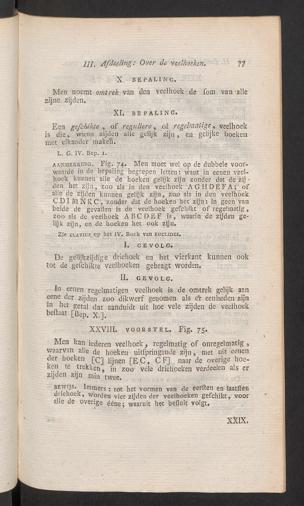 III. Afdeeling: Over de veelhoeken. 77
X BEPALING.
Men noemt omtrek van den veelhoek de som van alle
zijne zijden.
XI. BEPALING.
Een geschikte, of reguliere, of regelmatige, veelhoek
is die, wiens zijden alle gelijk zijn, en gelijke hoeken
met elkander maken.
L. G. IV. Bep. 1.
AANMERKING. Fig. 74. Men moet wel op de dubbele voor-
waarde in de bepaling begrepen letten: want in eenen veel-
hoek kunnen alle de hoeken gelijk zijn zonder dat de zij-
den het zijn, zoo als in den veelhoek AGHDEFA; of
alle de zijden kunnen gelijk zijn, zoo als in den veelhoek
CDIMNKC, zonder dat de hoeken het zijn: in geen van
beide de gevallen is de veelhoek geschikt of regelmatig,
zoo als de veelhoek ABCDEF is, waarin de zijden ge-
lijk zijn, en de hoeken het ook zijn.
Zie CLAVIUS op het IV. Boek van EUCLIDES.
I. GEVOLG.
De gelijkzijdige driehoek en het vierkant kunnen ook
tot de geschikte veelhoeken gebragt worden.
II. GEVOLG.
In eenen regelmatigen veelhoek is de omtrek gelijk aan
eene der zijden zoo dikwerf genomen als er eenheden zijn
in het getal dat aanduidt uit hoe vele zijden de veelhoek
bestaat [Bep. X.].
XXVIII. VOORSTEL. Fig. 75.
Men kan iederen veelhoek, regelmatig of onregelmatig,
waarvan alle de hoeken uitspringende zijn, met uit eenen
der hoeken [C] lijnen [EC, CF] naar de overige hoe-
ken te trekken, in zoo vele driehoeken verdeelen als er
zijden zijn min twee.
BEWIJS. Immers: tot het vormen van de eersten en laatsten
driehoek, worden vier zijden der veelhoeken geschikt, voor
alle de overige ééne; waaruit het besluit volgt.
XXIX.